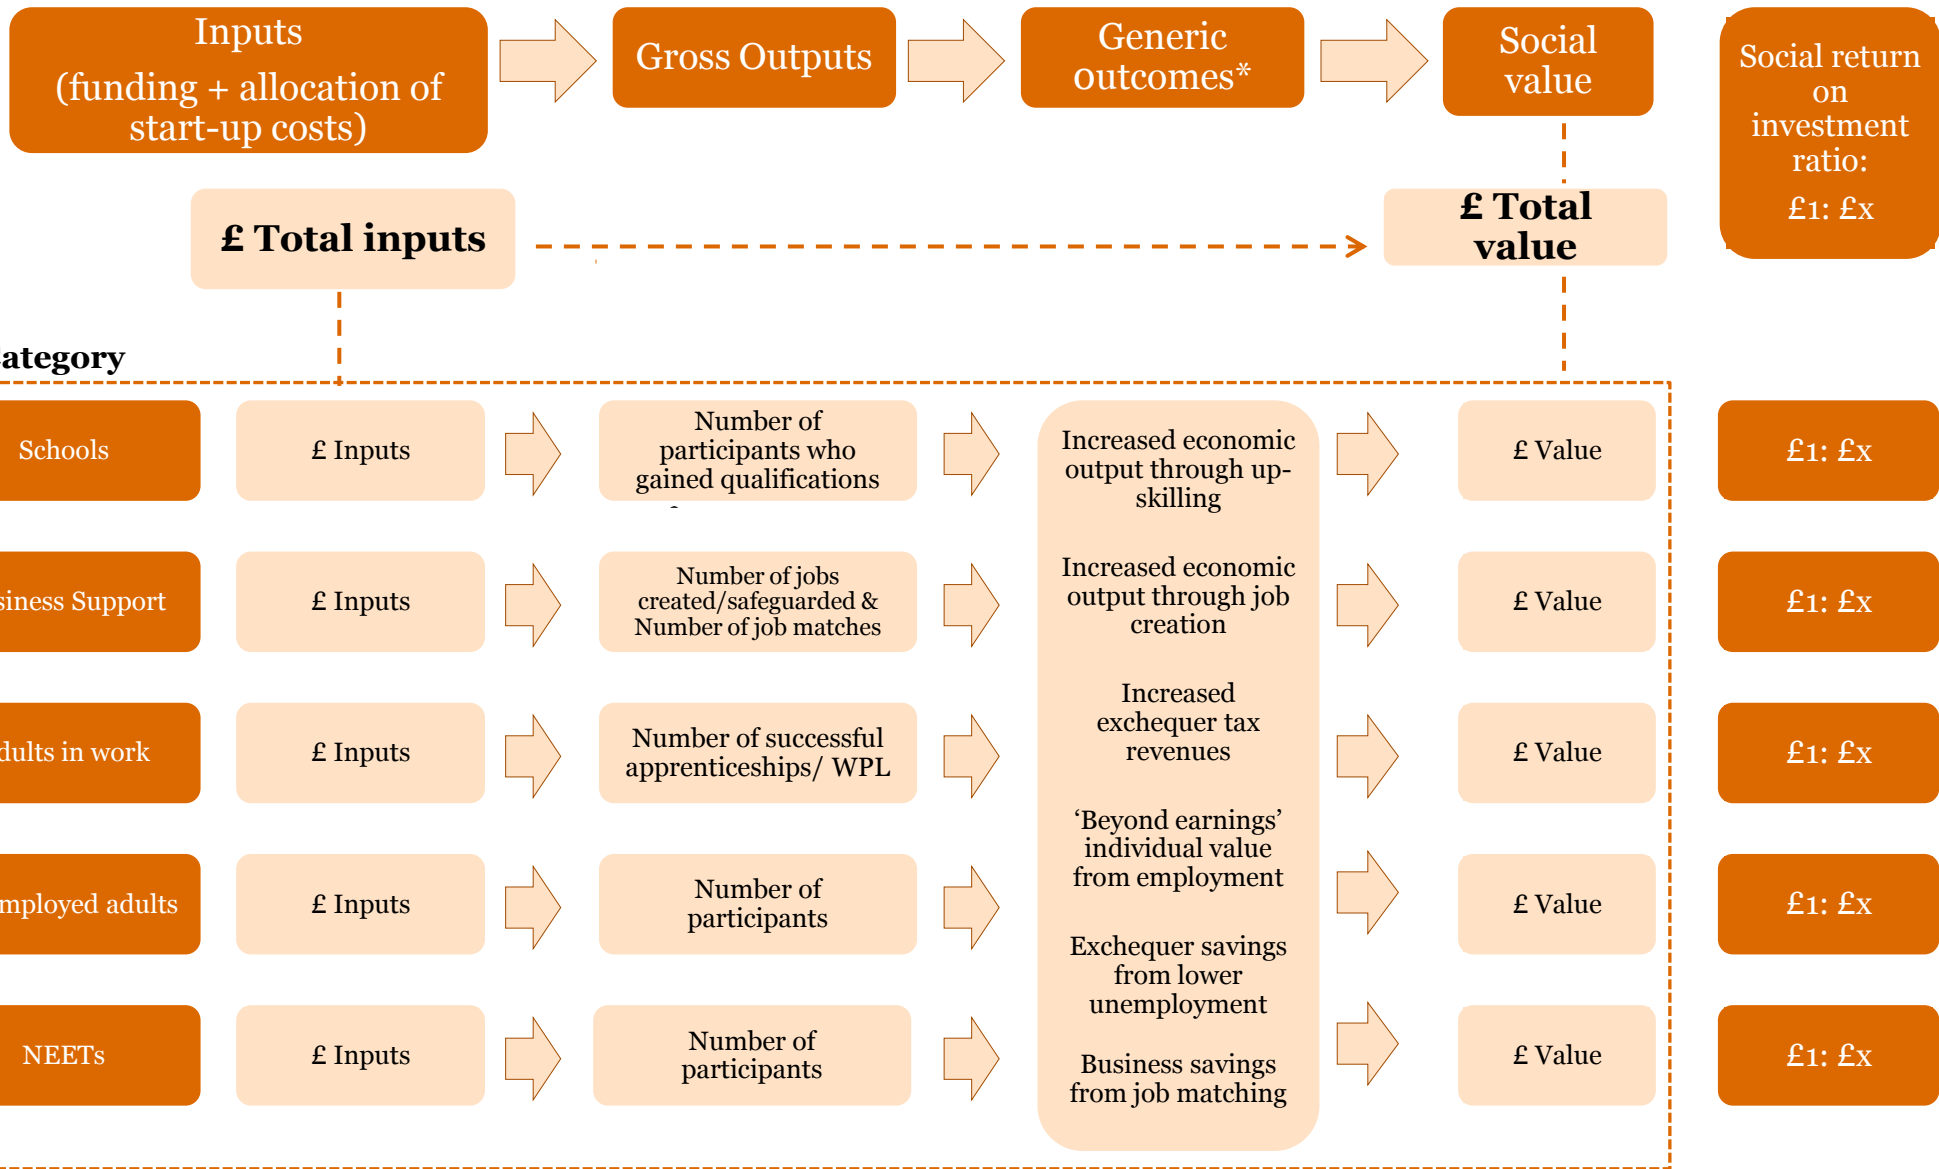 Inputs
(funding + allocation of
start-up costs)
Gross Outputs
Generic
outcomes*
Social
value
Social return
on
investment
ratio:
£1: £x
£ Total inputs
£ Total
value
ategory
Schools
£ Inputs
Number of
participants who
gained qualifications
£ Value
£1: £x
siness Support
£ Inputs
Number of jobs
created/safeguarded &
Number of job matches
£ Value
£1: £x
dults in work
£ Inputs
Number of successful
apprenticeships/ WPL
£ Value
£1: £x
mployed adults
£ Inputs
Number of
participants
£ Value
£1: £x
NEETs
£ Inputs
Number of
participants
£ Value
£1: £x
Increased economic
output through up-
skilling
Increased economic
output through job
creation
Increased
exchequer tax
revenues
‘Beyond earnings’
individual value
from employment
Exchequer savings
from lower
unemployment
Business savings
from job matching